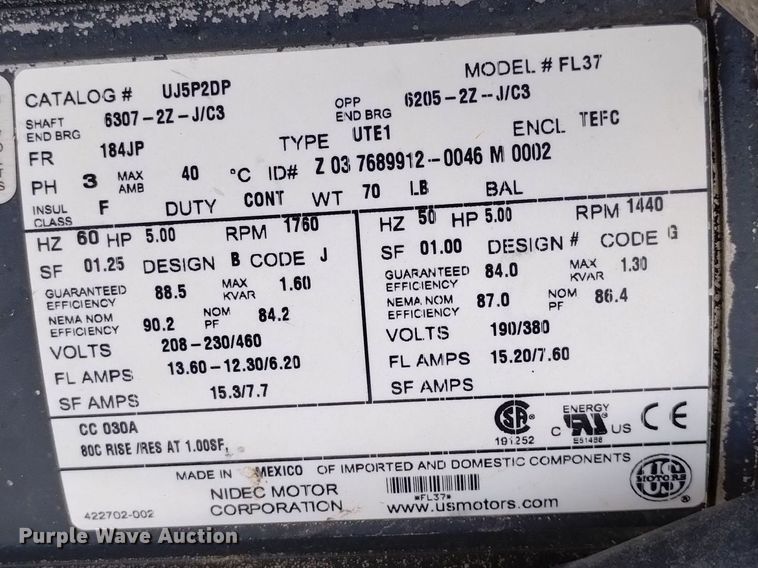 CATALOG # UJ5P2DP MODEL # FL37
SHAFT END BRG 6307-2Z-J/C3 OPP END BRG 6205-2Z-J/C3
FR 184JP TYPE UTE1 ENCL TEFC
PH 3 MAX AMB 40 °C ID# Z 03 7689912-0046 M 0002
INSUL CLASS F DUTY CONT WT 70 LB BAL
HZ 60 HP 5.00 RPM 1760
SF 01.25 DESIGN B CODE J
GUARANTEED EFFICIENCY 88.5 MAX KVAR 1.60
NEMA NOM EFFICIENCY 90.2 NOM PF 84.2
VOLTS 208-230/460
FL AMPS 13.60-12.30/6.20
SF AMPS 15.3/7.7
HZ 50 HP 5.00 RPM 1440
SF 01.00 DESIGN # CODE G
GUARANTEED EFFICIENCY 84.0 MAX KVAR 1.30
NEMA NOM EFFICIENCY 87.0 NOM PF 86.4
VOLTS 190/380
FL AMPS 15.20/7.60
SF AMPS
CC 030A
80C RISE /RES AT 1.00SF,
SA 191252
ENERGY C UL US E51488
CE
MADE IN MEXICO OF IMPORTED AND DOMESTIC COMPONENTS
NIDEC MOTOR CORPORATION
*FL37*
www.usmotors.com
US MOTORS ®
422702-002
Purple Wave Auction